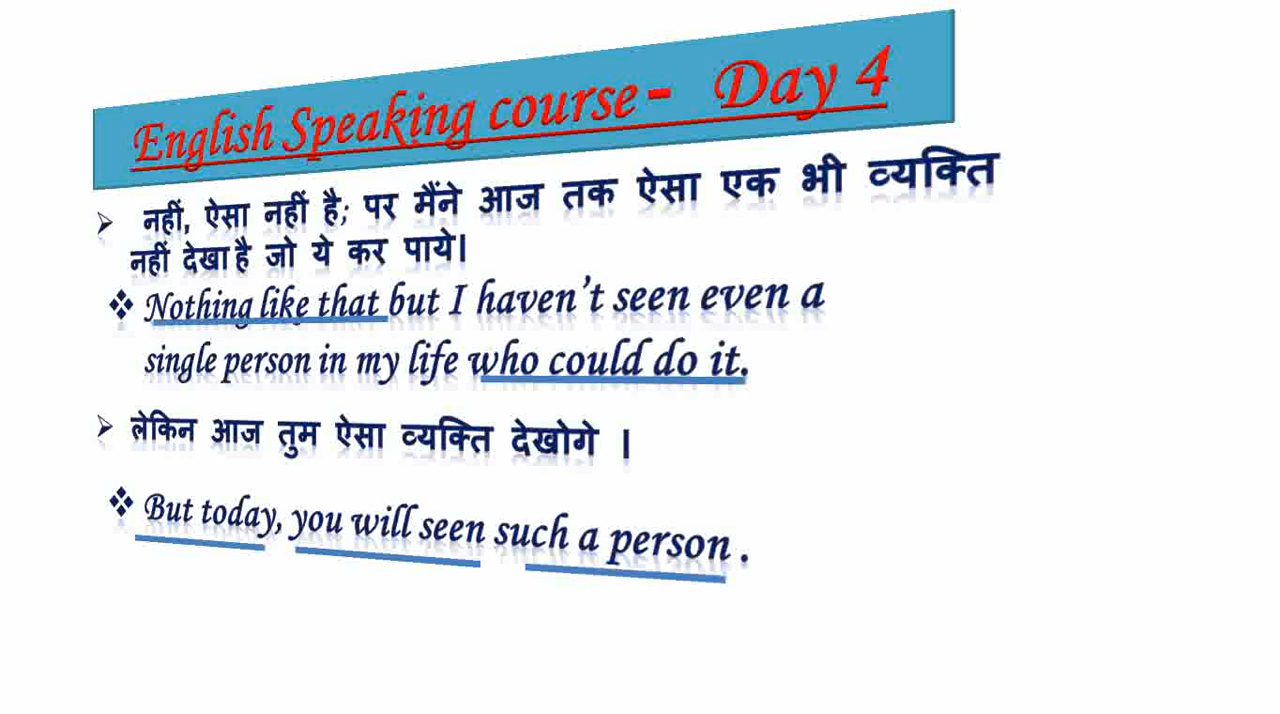 English Speaking course - Day 4
➢ नहीं, ऐसा नहीं है; पर मैंने आज तक ऐसा एक भी व्यक्ति
नहीं देखा है जो ये कर पाये।
❖ Nothing like that but I haven't seen even a
single person in my life who could do it.
➢ लेकिन आज तुम ऐसा व्यक्ति देखोगे ।
❖ But today, you will seen such a person .